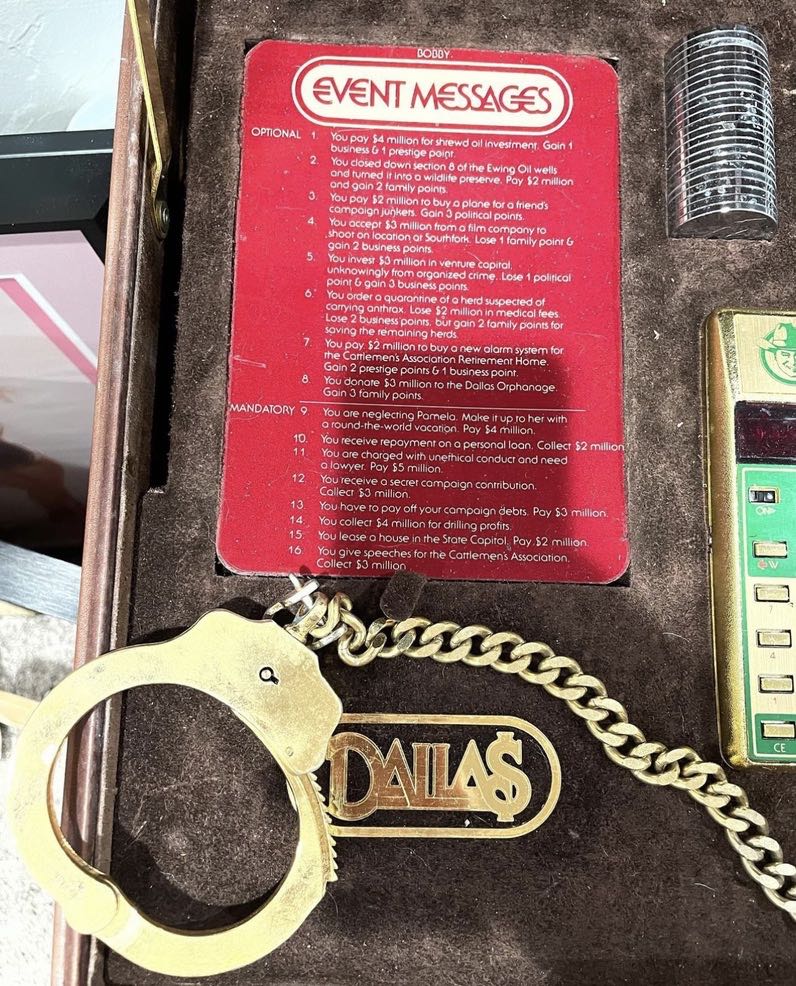 BOBBY
EVENT MESSAGES
OPTIONAL 1. You pay $4 million for shrewd oil investment. Gain 1
business & 1 prestige point.
2. You closed down section 8 of the Ewing Oil wells
and turned it into a wildlife preserve. Pay $2 million
and gain 2 family points.
3. You pay $2 million to buy a plane for a friend's
campaign junkers. Gain 3 political points.
4. You accept $3 million from a film company to
shoot on location at Southfork. Lose 1 family point &
gain 2 business points.
5. You invest $3 million in venture capital,
unknowingly from organized crime. Lose 1 political
point & gain 3 business points.
6. You order a quarantine of a herd suspected of
carrying anthrax. Lose $2 million in medical fees.
Lose 2 business points, but gain 2 family points for
saving the remaining herds.
7. You pay $2 million to buy a new alarm system for
the Cattlemen's Association Retirement Home.
Gain 2 prestige points & 1 business point.
8. You donate $3 million to the Dallas Orphanage.
Gain 3 family points.
MANDATORY 9. You are neglecting Pamela. Make it up to her with
a round-the-world vacation. Pay $4 million.
10. You receive repayment on a personal loan. Collect $2 million
11. You are charged with unethical conduct and need
a lawyer. Pay $5 million.
12. You receive a secret campaign contribution.
Collect $3 million.
13. You have to pay off your campaign debts. Pay $3 million.
14. You collect $4 million for drilling profits.
15. You lease a house in the State Capitol. Pay $2 million.
16. You give speeches for the Cattlemen's Association.
Collect $3 million
DALLA$
ON
W
7
4
1
CE